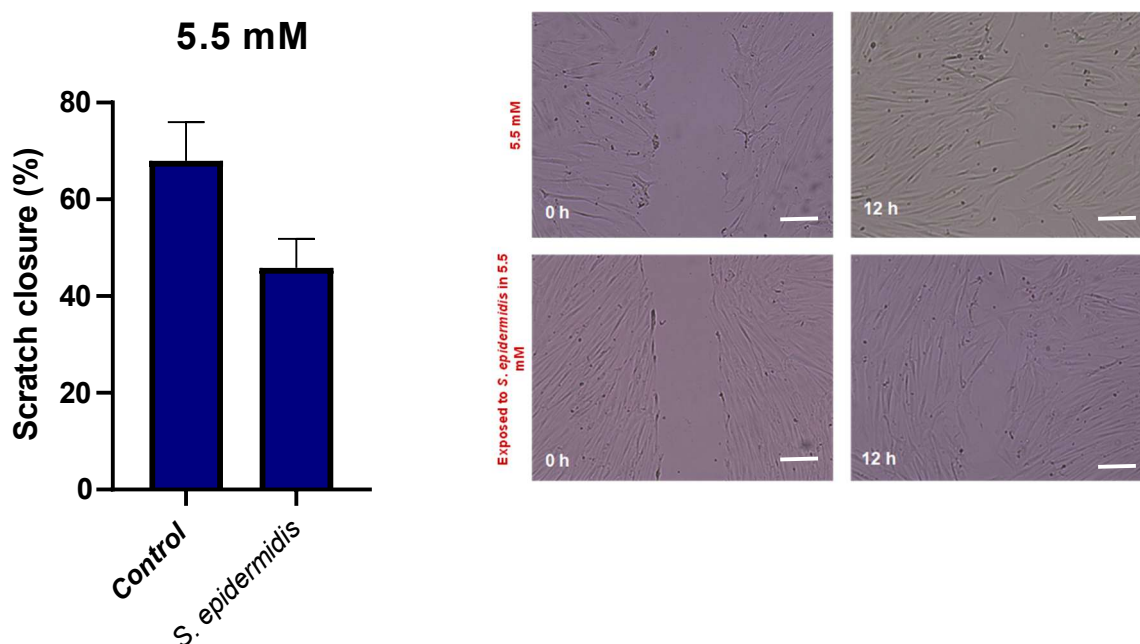 5.5 mM
Scratch closure (%)
80
60
40
20
0
Control
S. epidermidis
5.5 mM
0 h
12 h
Exposed to S. epidermidis in 5.5
mM
0 h
12 h